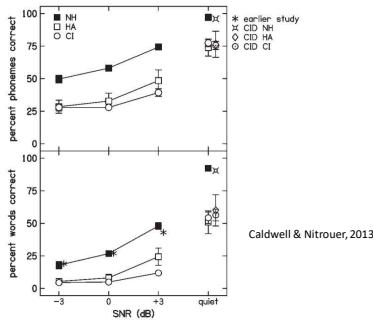 percent phonemes correct
100
75
50
25
0
NH
HA
CI
earlier study
CID NH
CID HA
CID CI
percent words correct
100
75
50
25
0
-3
0
+3
quiet
SNR (dB)
Caldwell & Nitrouer, 2013